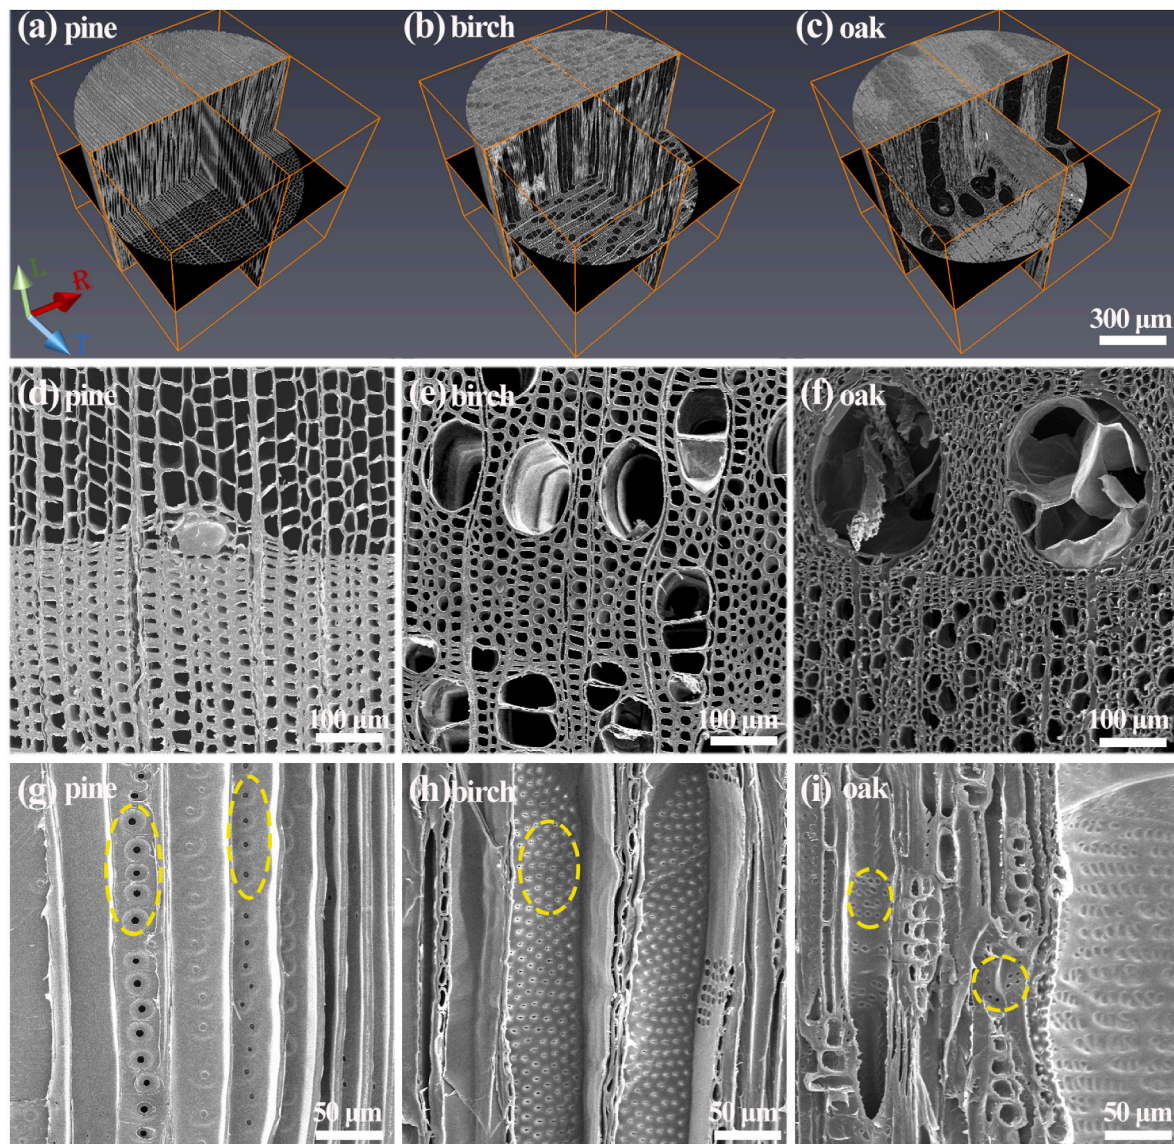 (a) pine
(b) birch
(c) oak
L
R
T
300 μm
(d) pine
(e) birch
(f) oak
100 μm
100 μm
100 μm
(g) pine
(h) birch
(i) oak
50 μm
50 μm
50 μm